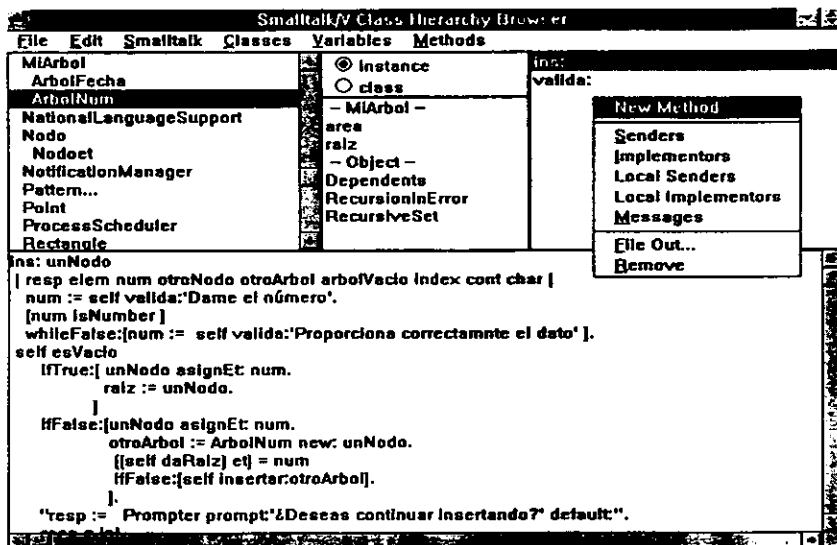 Smalltalk/V Class Hierarchy Browser
File Edit Smalltalk Classes Variables Methods
MiArbol
ArbolFecha
ArbolNum
NationalLanguageSupport
Nodo
Nodoet
NotificationManager
Pattern...
Point
ProcessScheduler
Rectangle
instance
class
– MiArbol –
area
raiz
– Object –
Dependents
RecursionInError
RecursiveSet
ins:
valida:
New Method
Senders
Implementors
Local Senders
Local Implementors
Messages
File Out...
Remove
ins: unNodo
| resp elem num otroNodo otroArbol arbolVacio index cont char |
num := self valida:'Dame el número'.
[num isNumber ]
whileFalse:[num := self valida:'Proporciona correctamnte el dato' ].
self esVacio
ifTrue:[ unNodo asignEt: num.
raiz := unNodo.
]
ifFalse:[unNodo asignEt: num.
otroArbol := ArbolNum new: unNodo.
[[self daRaiz) et] = num
ifFalse:[self insertar:otroArbol].
].
"resp := Prompter prompt:'¿Deseas continuar insertando?' default:''.